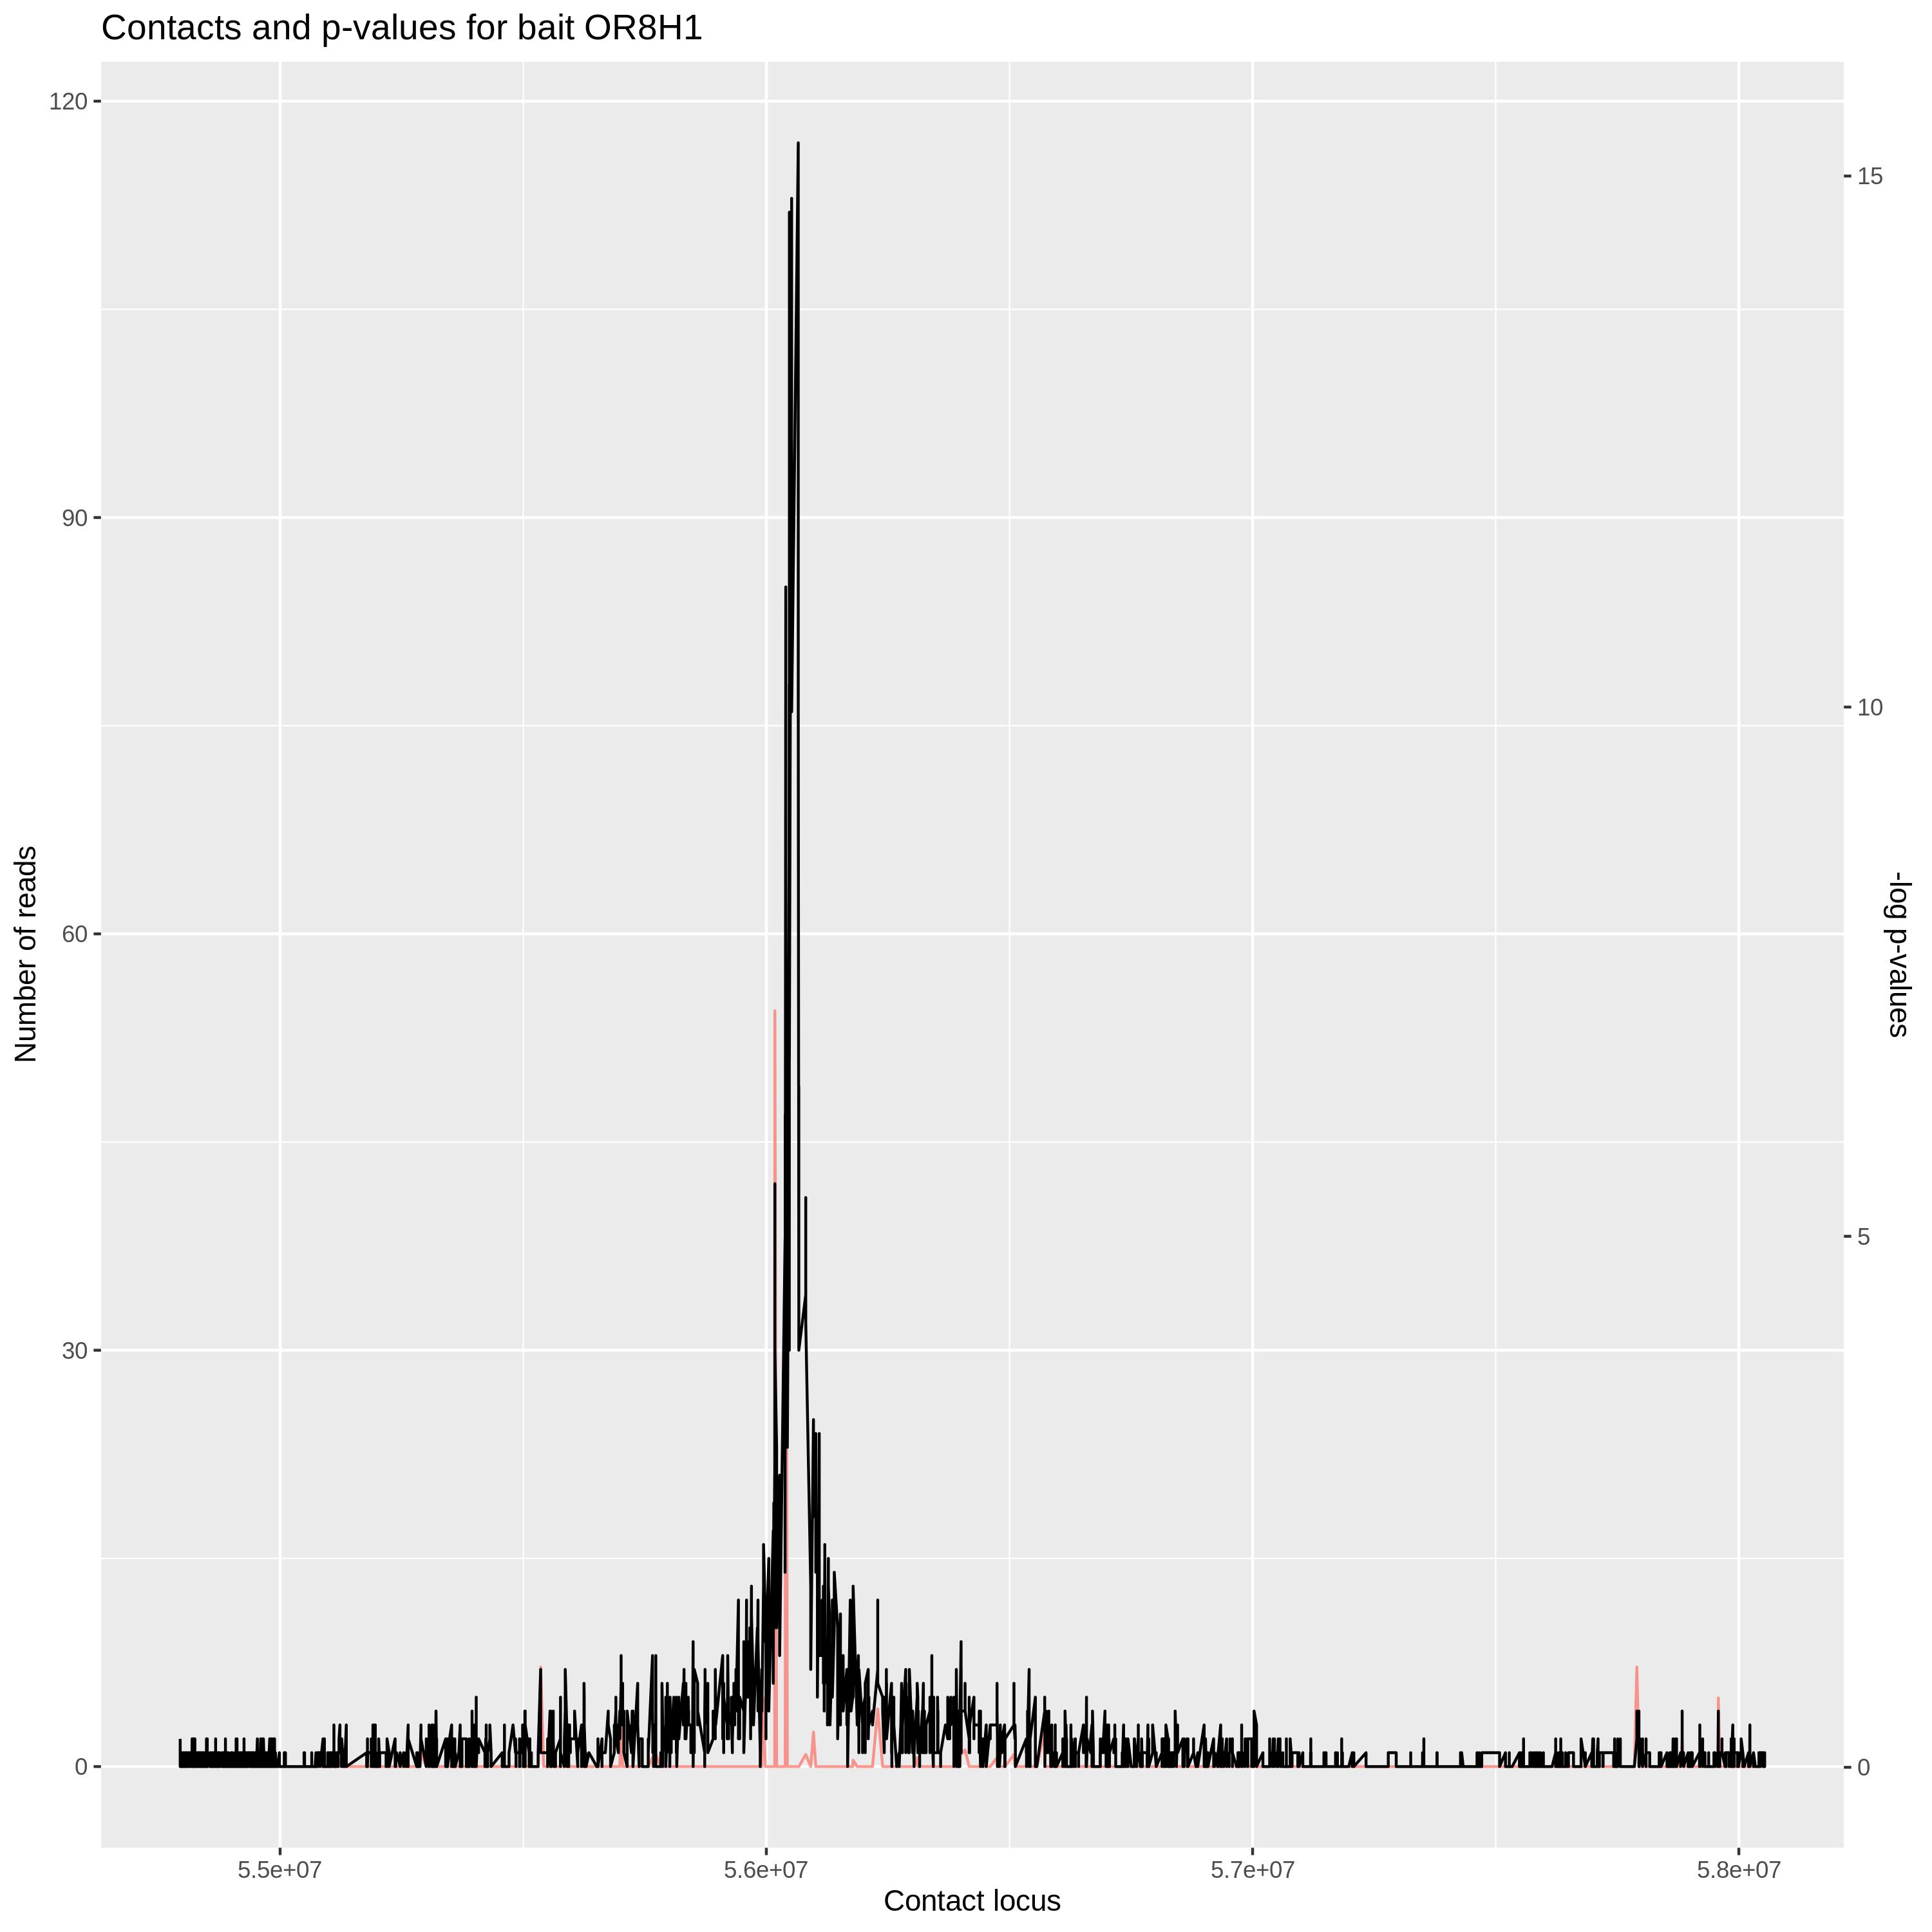 Contacts and p-values for bait OR8H1
120
90
60
30
0
Number of reads
15
10
5
0
-log p-values
5.5e+07
5.6e+07
5.7e+07
5.8e+07
Contact locus